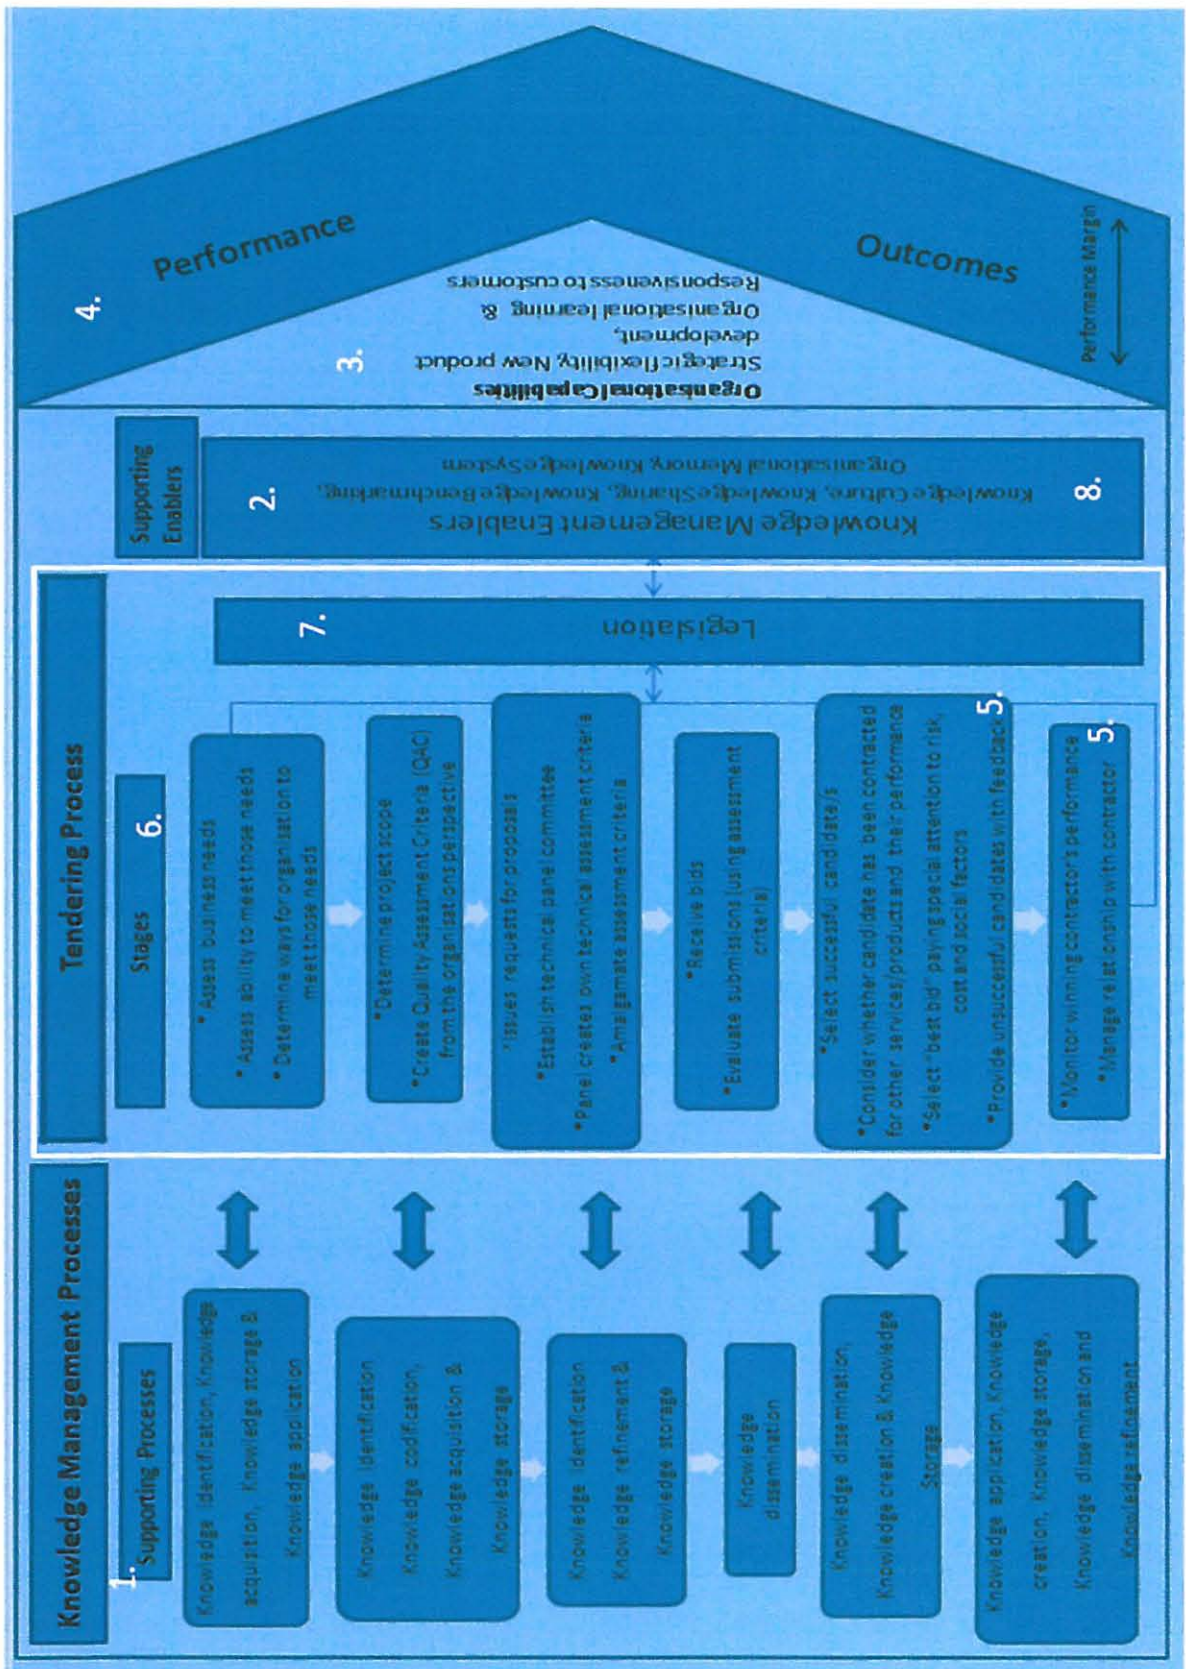 Knowledge Management Processes
1.
Supporting Processes
Knowledge identification, Knowledge
acquisition, Knowledge storage &
Knowledge application
Knowledge identification
Knowledge codification,
Knowledge acquisition &
Knowledge storage
Knowledge identification
Knowledge refinement &
Knowledge storage
Knowledge
dissemination
Knowledge dissemination,
Knowledge creation & Knowledge
Storage
Knowledge application, Knowledge
creation, Knowledge storage,
Knowledge dissemination and
Knowledge refinement
Tendering Process
Stages
6.
*Assess business needs
*Assess ability to meet those needs
*Determine ways for organisation to
meet those needs
*Determine project scope
*Create Quality Assessment Criteria (QAC)
from the organisations perspective
*Issues requests for proposals
*Establish technical panel committee
*Panel creates own technical assessment criteria
*Amalgamate assessment criteria
*Receive bids
*Evaluate submissions (using assessment
criteria)
*Select successful candidate/s
*Consider whether candidate has been contracted
for other services/products and their performance
*Select "best bid" paying special attention to risk,
cost and social factors
*Provide unsuccessful candidates with feedback
5.
*Monitor winning contractor's performance
*Manage relationship with contractor
5.
7.
Legislation
Supporting
Enablers
2.
Knowledge Management Enablers
Knowledge Culture, Knowledge Sharing, Knowledge Benchmarking,
Organisational Memory, Knowledge System
8.
3.
Organisational Capabilities
Strategic flexibility, New product
development,
Organisational learning &
Responsiveness to customers
4.
Performance
Outcomes
Performance Margin